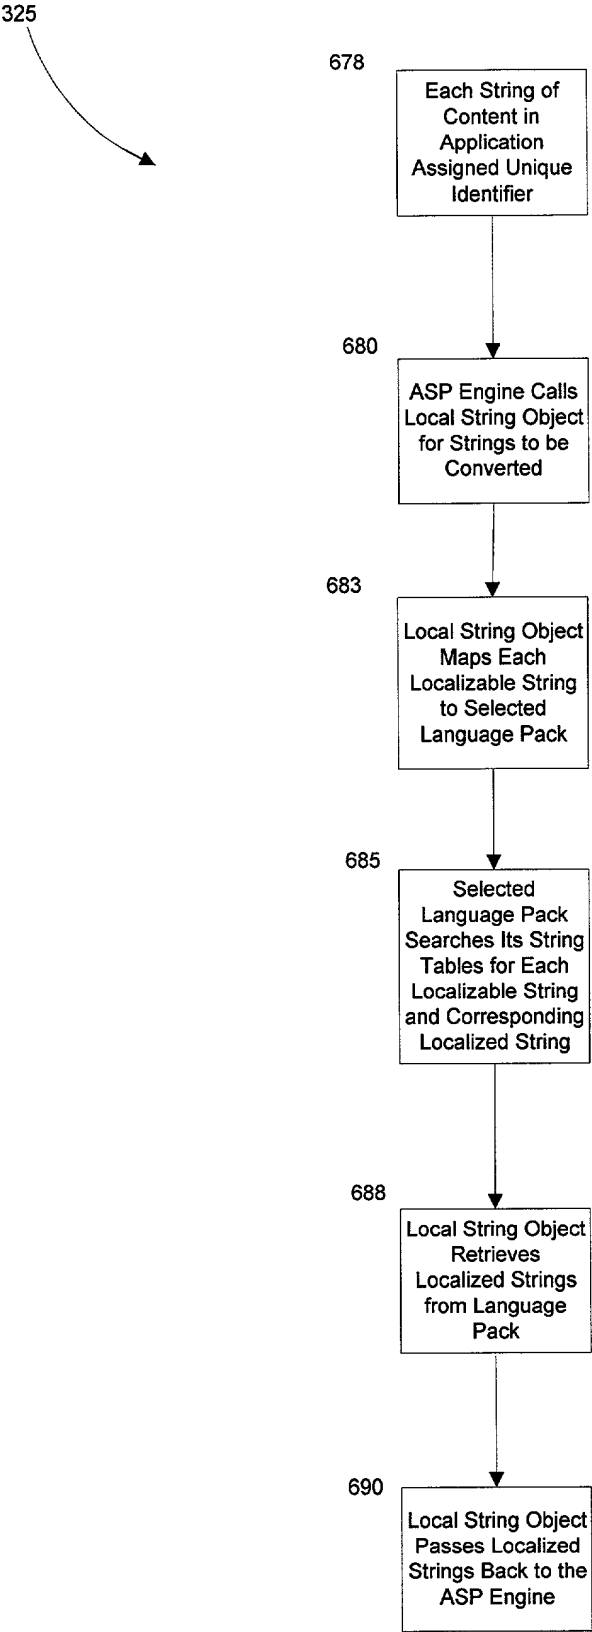 325
678
Each String of
Content in
Application
Assigned Unique
Identifier
680
ASP Engine Calls
Local String Object
for Strings to be
Converted
683
Local String Object
Maps Each
Localizable String
to Selected
Language Pack
685
Selected
Language Pack
Searches Its String
Tables for Each
Localizable String
and Corresponding
Localized String
688
Local String Object
Retrieves
Localized Strings
from Language
Pack
690
Local String Object
Passes Localized
Strings Back to the
ASP Engine